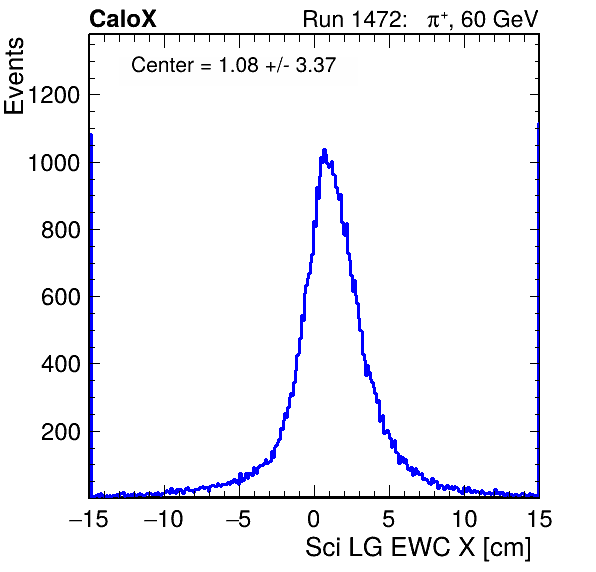 CaloX Run 1472: π⁺, 60 GeV
Center = 1.08 +/- 3.37
Events
1200
1000
800
600
400
200
−15 −10 −5 0 5 10 15
Sci LG EWC X [cm]